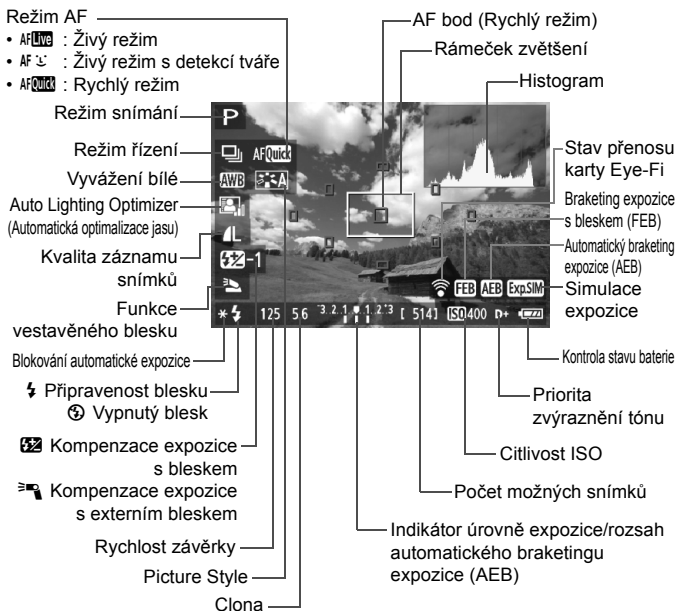 Režim AF
• AF Live : Živý režim
• AF : Živý režim s detekcí tváře
• AF Quick : Rychlý režim
Režim snímání
Režim řízení
Vyvážení bílé
Auto Lighting Optimizer
(Automatická optimalizace jasu)
Kvalita záznamu
snímků
Funkce
vestavěného blesku
Blokování automatické expozice
Připravenost blesku
Vypnutý blesk
Kompenzace expozice
s bleskem
Kompenzace expozice
s externím bleskem
Rychlost závěrky
Picture Style
Clona
AF bod (Rychlý režim)
Rámeček zvětšení
Histogram
Stav přenosu
karty Eye-Fi
Braketing expozice
s bleskem (FEB)
Automatický braketing
expozice (AEB)
Simulace
expozice
Kontrola stavu baterie
Priorita
zvýraznění tónu
Citlivost ISO
Počet možných snímků
Indikátor úrovně expozice/rozsah
automatického braketingu
expozice (AEB)
P
AF Quick
AWB
A
L
-1
FEB AEB Exp.SIM
125 5.6 3..2..1..1..2..3 [ 514] ISO 400 D+